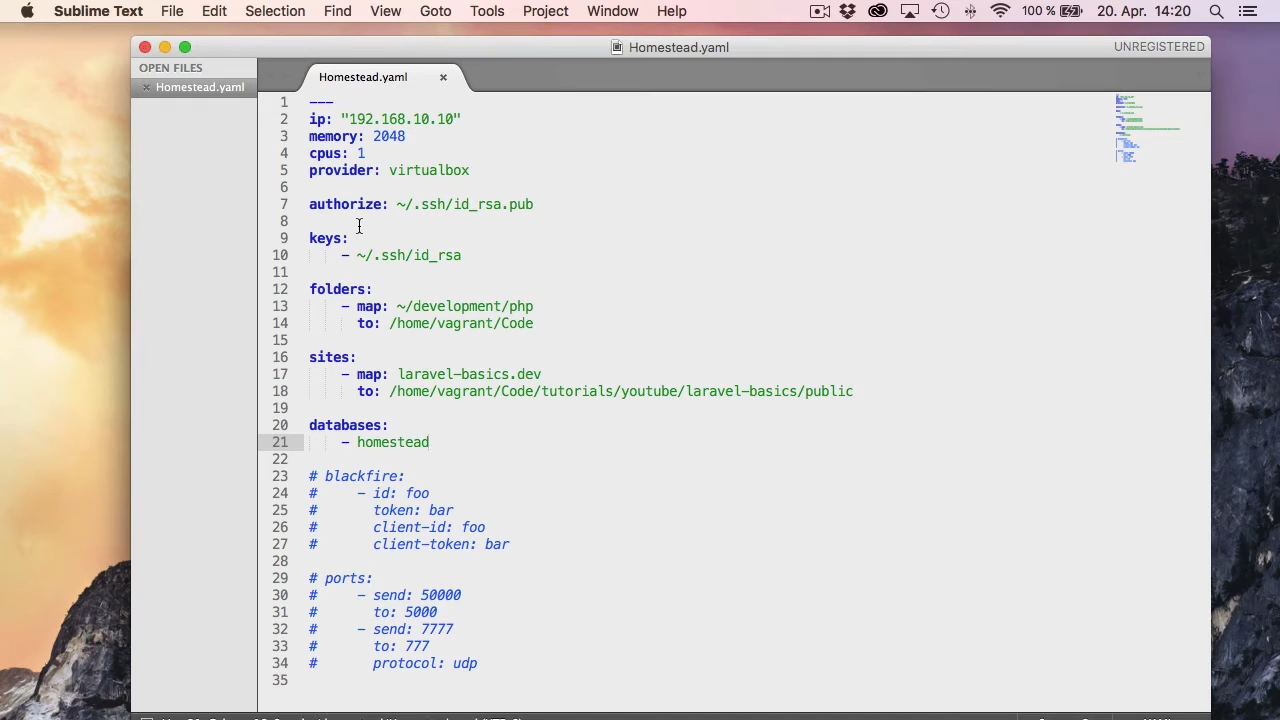 Sublime Text File Edit Selection Find View Goto Tools Project Window Help 100 % 20. Apr. 14:20
Homestead.yaml UNREGISTERED
OPEN FILES
Homestead.yaml
Homestead.yaml
1 ---
2 ip: "192.168.10.10"
3 memory: 2048
4 cpus: 1
5 provider: virtualbox
6
7 authorize: ~/.ssh/id_rsa.pub
8
9 keys:
10 - ~/.ssh/id_rsa
11
12 folders:
13 - map: ~/development/php
14 to: /home/vagrant/Code
15
16 sites:
17 - map: laravel-basics.dev
18 to: /home/vagrant/Code/tutorials/youtube/laravel-basics/public
19
20 databases:
21 - homestead
22
23 # blackfire:
24 # - id: foo
25 # token: bar
26 # client-id: foo
27 # client-token: bar
28
29 # ports:
30 # - send: 50000
31 # to: 5000
32 # - send: 7777
33 # to: 777
34 # protocol: udp
35